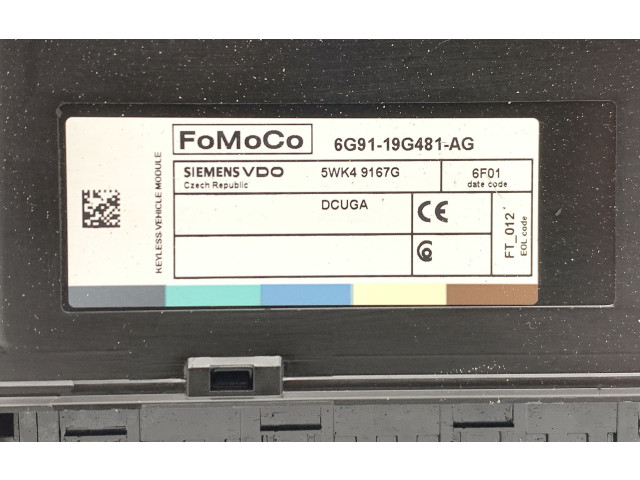 KEYLESS VEHICLE MODULE
FoMoCo 6G91-19G481-AG
SIEMENS VDO 5WK4 9167G 6F01
Czech Republic date code
DCUGA CE
FT_012
EOL code